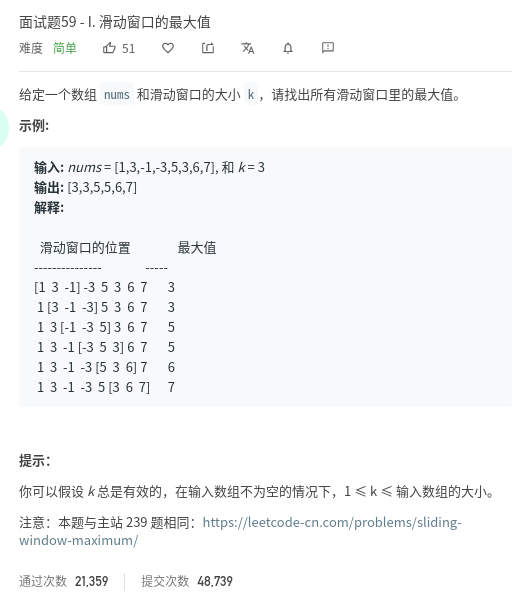 面试题59 - I. 滑动窗口的最大值
难度 简单 51
给定一个数组 nums 和滑动窗口的大小 k，请找出所有滑动窗口里的最大值。
示例:
输入: nums = [1,3,-1,-3,5,3,6,7], 和 k = 3
输出: [3,3,5,5,6,7]
解释:
滑动窗口的位置 最大值
--------------- -----
[1 3 -1] -3 5 3 6 7 3
1 [3 -1 -3] 5 3 6 7 3
1 3 [-1 -3 5] 3 6 7 5
1 3 -1 [-3 5 3] 6 7 5
1 3 -1 -3 [5 3 6] 7 6
1 3 -1 -3 5 [3 6 7] 7
提示：
你可以假设 k 总是有效的，在输入数组不为空的情况下，1 ≤ k ≤ 输入数组的大小。
注意：本题与主站 239 题相同：https://leetcode-cn.com/problems/sliding-
window-maximum/
通过次数 21,359 提交次数 48,739